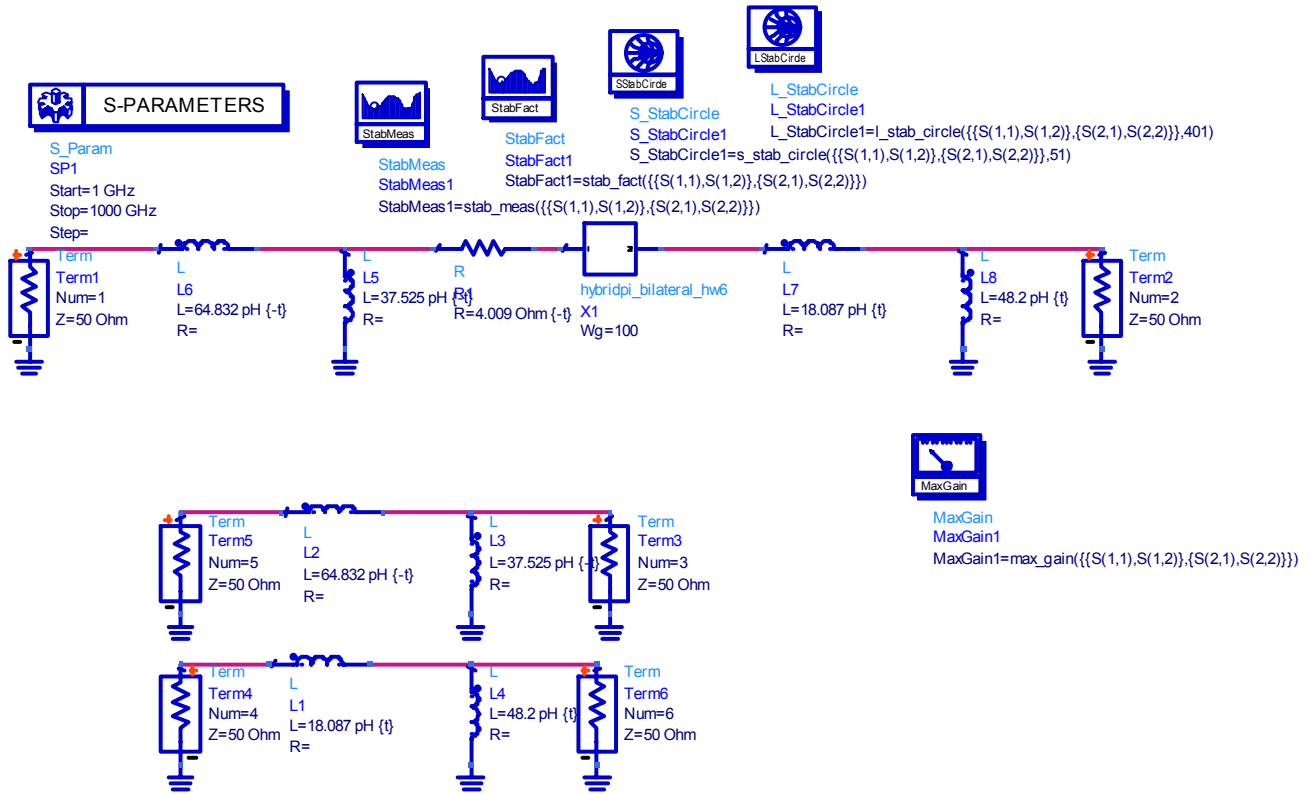 LStabCircle
SStabCircle
StabFact
StabMeas
S-PARAMETERS
S_Param
SP1
Start=1 GHz
Stop=1000 GHz
Step=
StabMeas
StabMeas1
StabMeas1=stab_meas({{S(1,1),S(1,2)},{S(2,1),S(2,2)}})
StabFact
StabFact1
StabFact1=stab_fact({{S(1,1),S(1,2)},{S(2,1),S(2,2)}})
S_StabCircle
S_StabCircle1
S_StabCircle1=s_stab_circle({{S(1,1),S(1,2)},{S(2,1),S(2,2)}},51)
L_StabCircle
L_StabCircle1
L_StabCircle1=l_stab_circle({{S(1,1),S(1,2)},{S(2,1),S(2,2)}},401)
Term
Term1
Num=1
Z=50 Ohm
L
L6
L=64.832 pH {-t}
R=
L
L5
L=37.525 pH {-t}
R=
R
R1
R=4.009 Ohm {-t}
hybridpi_bilateral_hw6
X1
Wg=100
L
L7
L=18.087 pH {t}
R=
L
L8
L=48.2 pH {t}
R=
Term
Term2
Num=2
Z=50 Ohm
MaxGain
MaxGain
MaxGain1
MaxGain1=max_gain({{S(1,1),S(1,2)},{S(2,1),S(2,2)}})
Term
Term5
Num=5
Z=50 Ohm
L
L2
L=64.832 pH {-t}
R=
L
L3
L=37.525 pH {-t}
R=
Term
Term3
Num=3
Z=50 Ohm
Term
Term4
Num=4
Z=50 Ohm
L
L1
L=18.087 pH {t}
R=
L
L4
L=48.2 pH {t}
R=
Term
Term6
Num=6
Z=50 Ohm